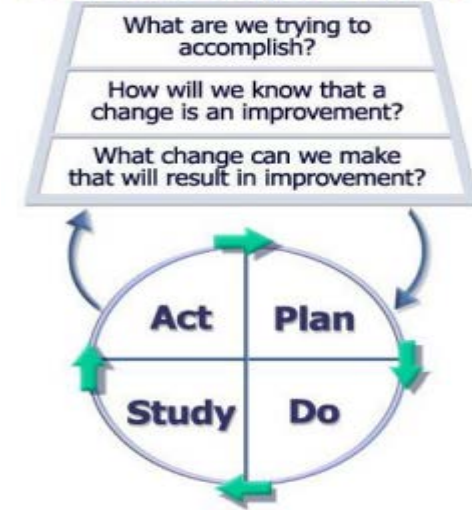 What are we trying to
accomplish?
How will we know that a
change is an improvement?
What change can we make
that will result in improvement?
Act
Plan
Study
Do